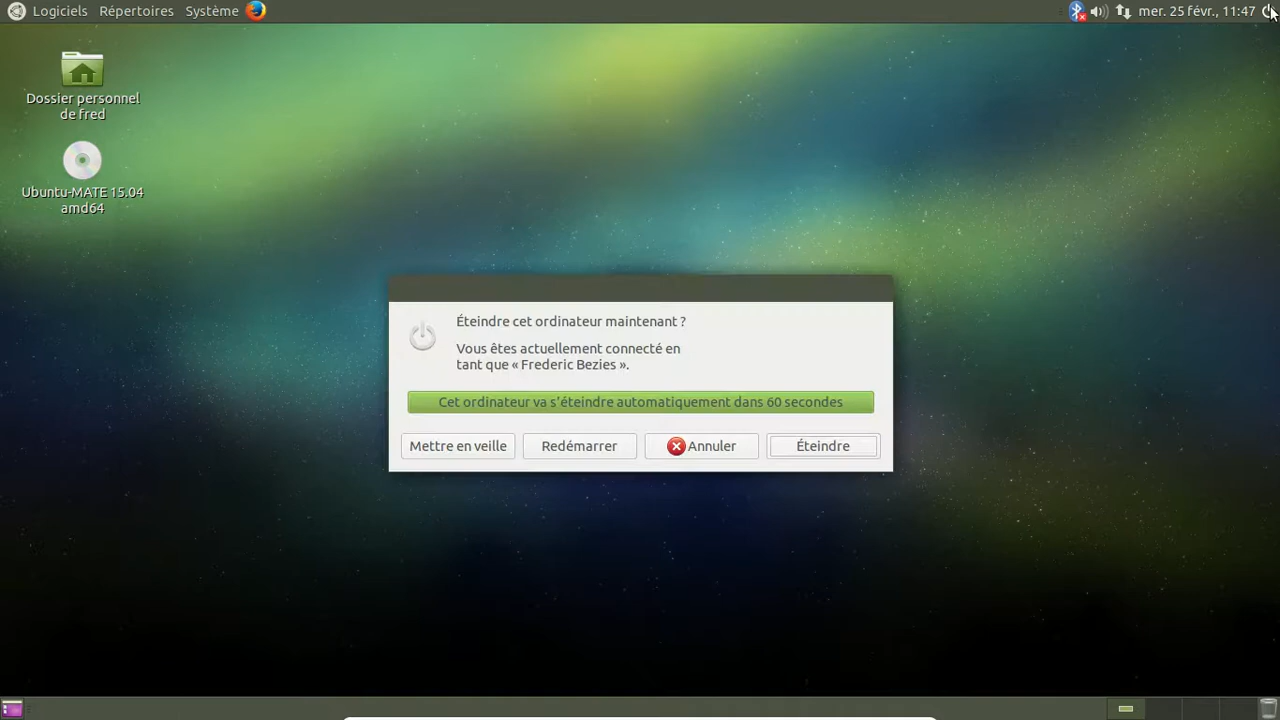 Logiciels Répertoires Système mer. 25 févr., 11:47
Dossier personnel
de fred
Ubuntu-MATE 15.04
amd64
Éteindre cet ordinateur maintenant ?
Vous êtes actuellement connecté en
tant que « Frederic Bezies ».
Cet ordinateur va s'éteindre automatiquement dans 60 secondes
Mettre en veille Redémarrer Annuler Éteindre